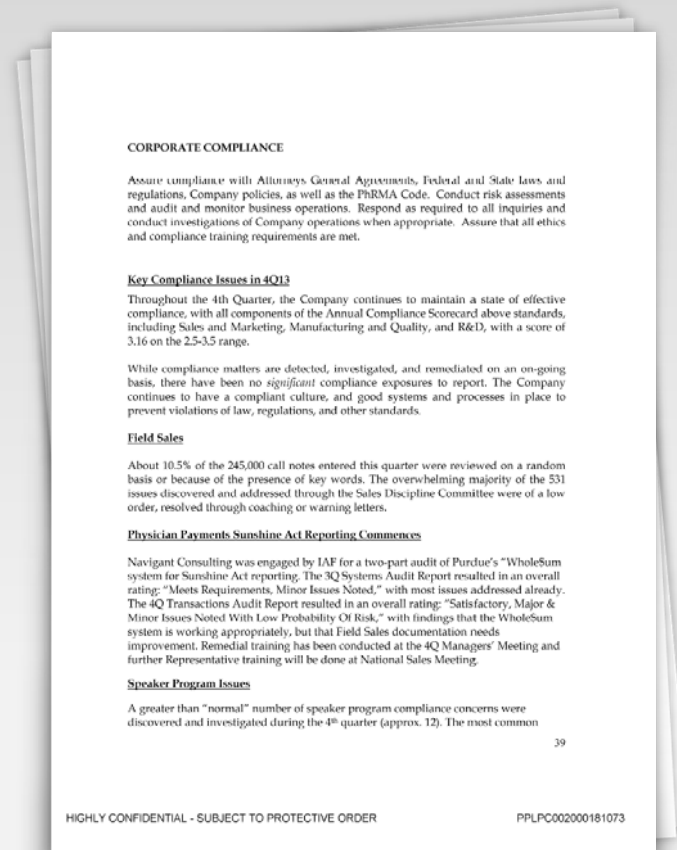 CORPORATE COMPLIANCE
Assure compliance with Attorneys General Agreements, Federal and State laws and
regulations, Company policies, as well as the PhRMA Code. Conduct risk assessments
and audit and monitor business operations. Respond as required to all inquiries and
conduct investigations of Company operations when appropriate. Assure that all ethics
and compliance training requirements are met.
Key Compliance Issues in 4Q13
Throughout the 4th Quarter, the Company continues to maintain a state of effective
compliance, with all components of the Annual Compliance Scorecard above standards,
including Sales and Marketing, Manufacturing and Quality, and R&D, with a score of
3.16 on the 2.5-3.5 range.
While compliance matters are detected, investigated, and remediated on an on-going
basis, there have been no significant compliance exposures to report. The Company
continues to have a compliant culture, and good systems and processes in place to
prevent violations of law, regulations, and other standards.
Field Sales
About 10.5% of the 245,000 call notes entered this quarter were reviewed on a random
basis or because of the presence of key words. The overwhelming majority of the 531
issues discovered and addressed through the Sales Discipline Committee were of a low
order, resolved through coaching or warning letters.
Physician Payments Sunshine Act Reporting Commences
Navigant Consulting was engaged by IAF for a two-part audit of Purdue's "WholeSum
system for Sunshine Act reporting. The 3Q Systems Audit Report resulted in an overall
rating: "Meets Requirements, Minor Issues Noted," with most issues addressed already.
The 4Q Transactions Audit Report resulted in an overall rating: "Satisfactory, Major &
Minor Issues Noted With Low Probability Of Risk," with findings that the WholeSum
system is working appropriately, but that Field Sales documentation needs
improvement. Remedial training has been conducted at the 4Q Managers' Meeting and
further Representative training will be done at National Sales Meeting.
Speaker Program Issues
A greater than "normal" number of speaker program compliance concerns were
discovered and investigated during the 4th quarter (approx. 12). The most common
39
HIGHLY CONFIDENTIAL - SUBJECT TO PROTECTIVE ORDER PPLPC002000181073